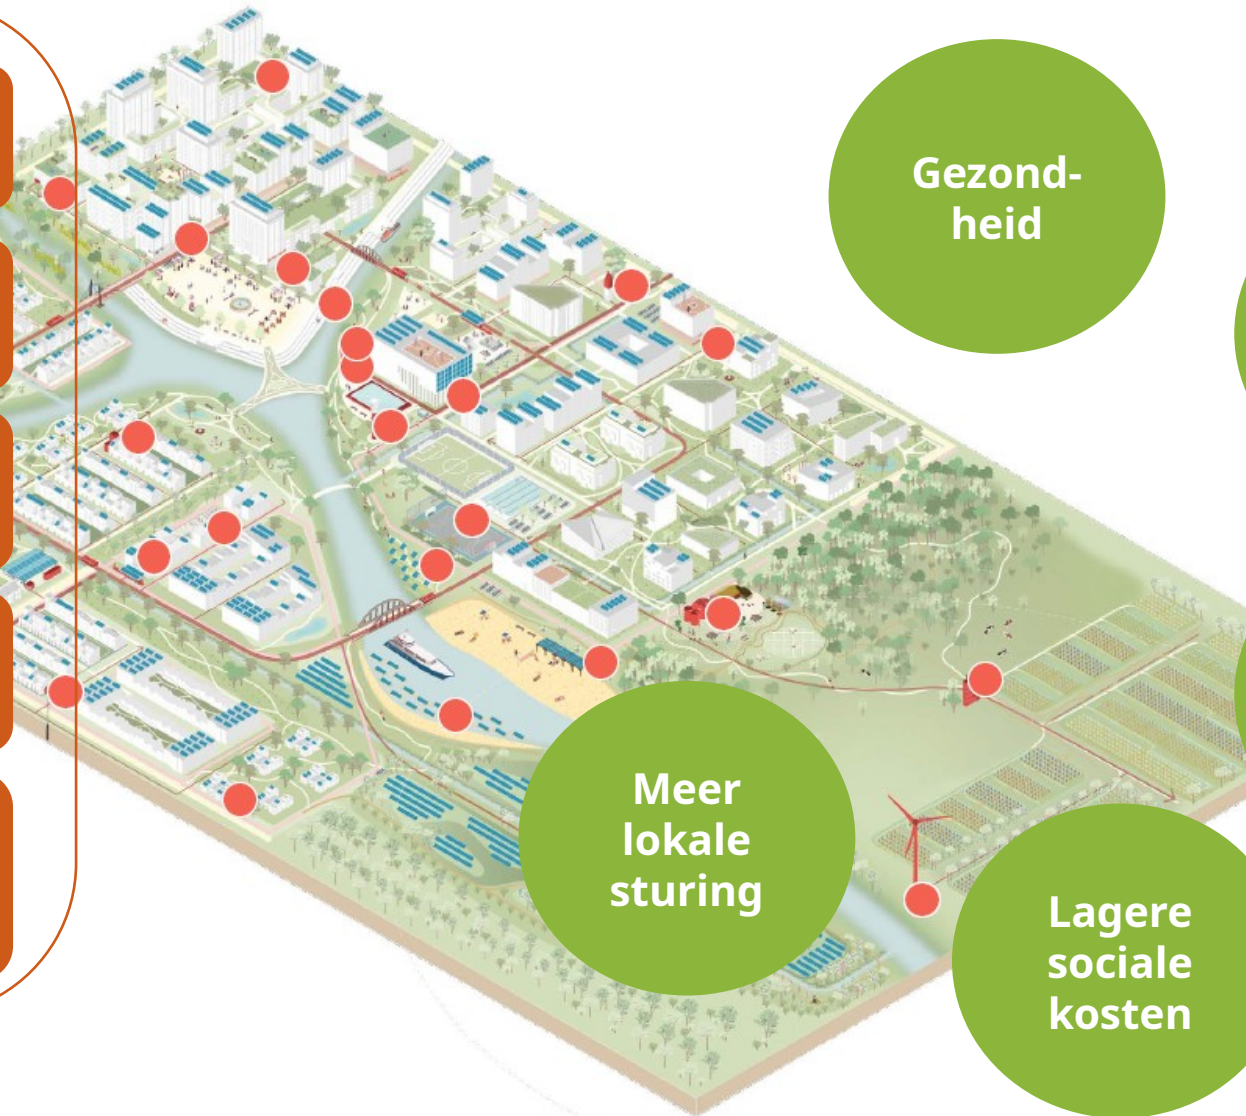 Gezond-
heid
Meer
lokale
sturing
Lagere
sociale
kosten